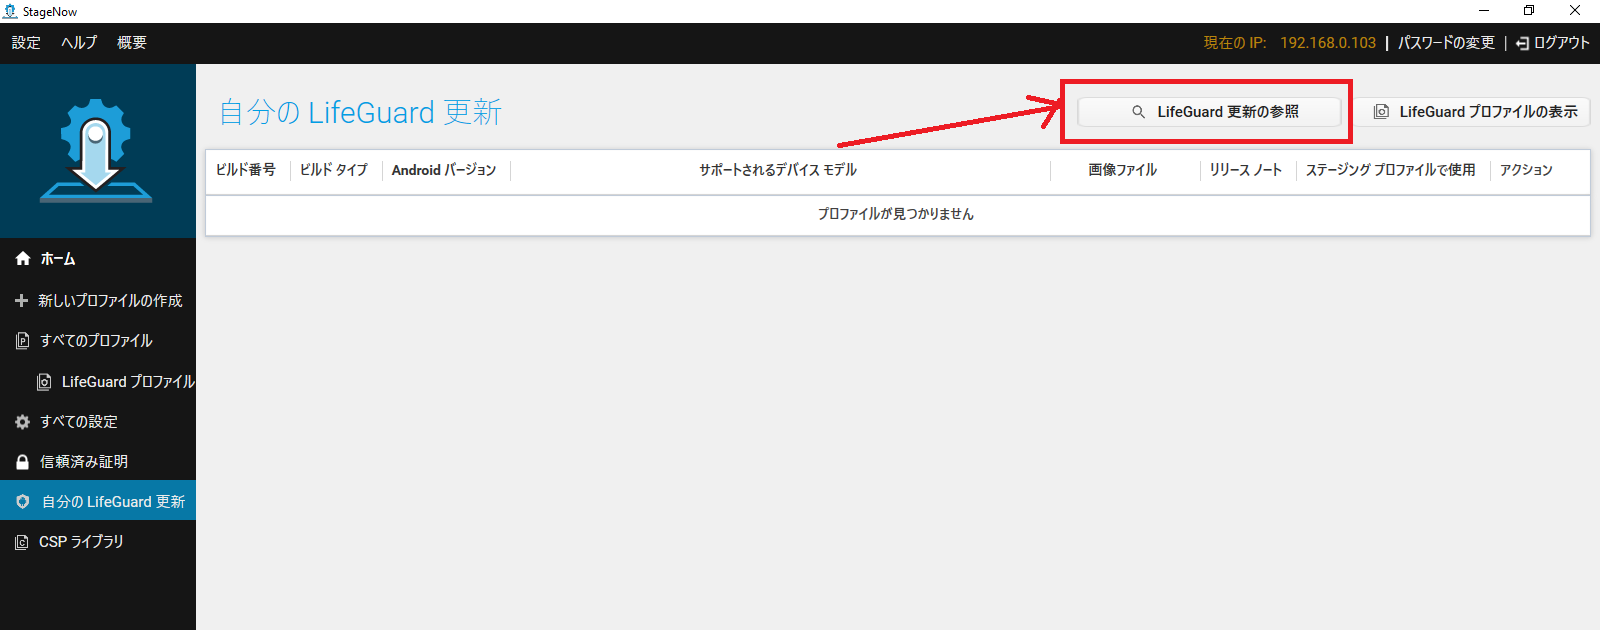 StageNow
設定 ヘルプ 概要
現在の IP: 192.168.0.103 | パスワードの変更 | ログアウト
自分の LifeGuard 更新
LifeGuard 更新の参照
LifeGuard プロファイルの表示
ビルド番号 ビルド タイプ Android バージョン サポートされるデバイス モデル 画像ファイル リリース ノート ステージング プロファイルで使用 アクション
プロファイルが見つかりません
ホーム
新しいプロファイルの作成
すべてのプロファイル
LifeGuard プロファイル
すべての設定
信頼済み証明
自分の LifeGuard 更新
CSP ライブラリ